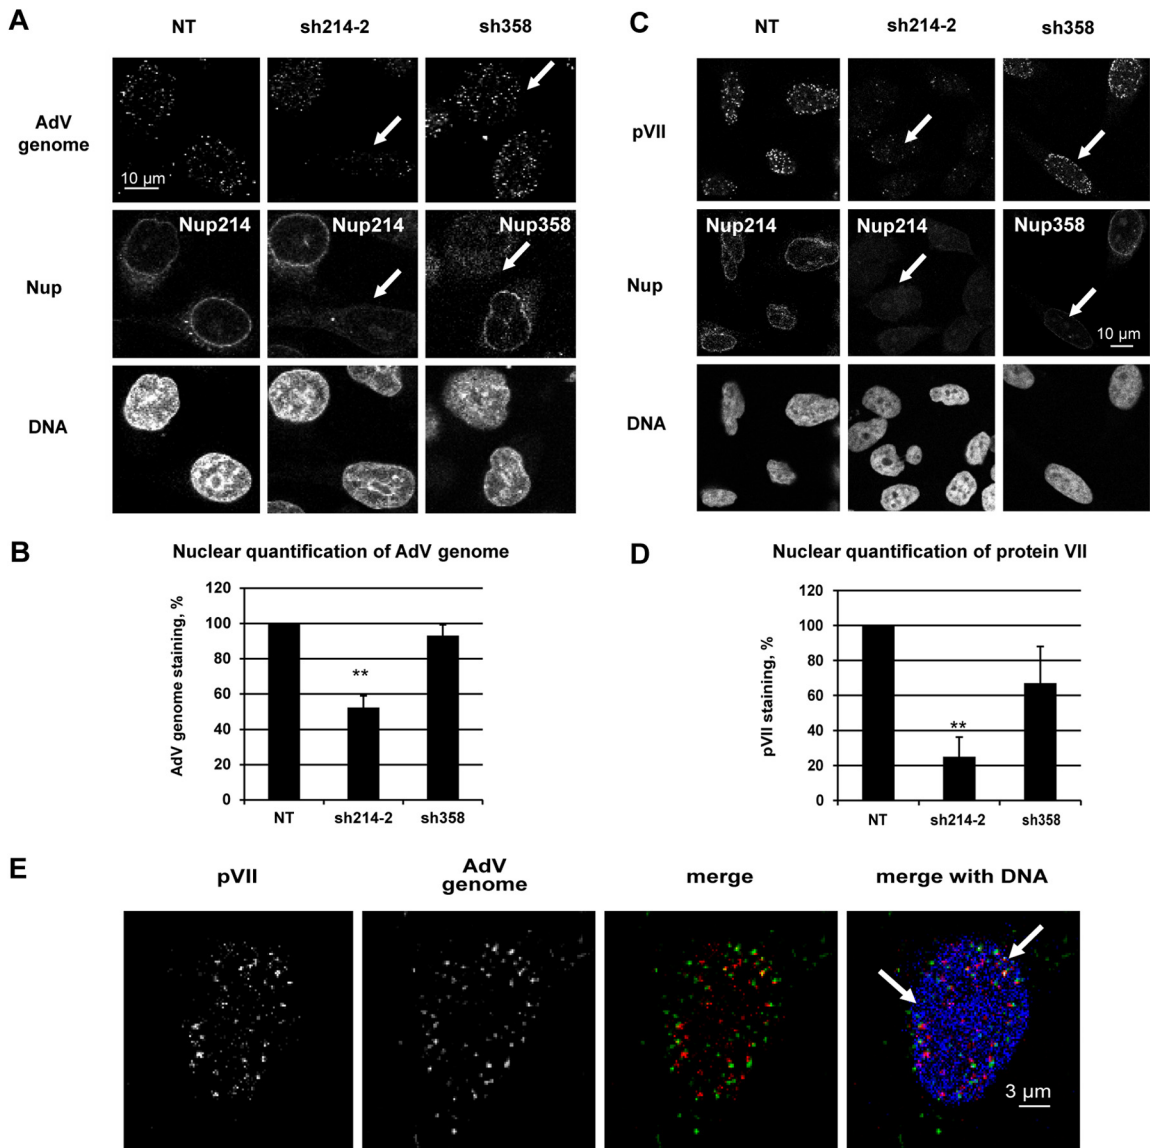 A
NT
sh214-2
sh358
AdV
genome
10 µm
Nup
Nup214
Nup214
Nup358
DNA
C
NT
sh214-2
sh358
pVII
Nup
Nup214
Nup214
Nup358
10 µm
DNA
B
Nuclear quantification of AdV genome
AdV genome staining, %
120
100
80
60
40
20
0
**
NT
sh214-2
sh358
D
Nuclear quantification of protein VII
pVII staining, %
120
100
80
60
40
20
0
**
NT
sh214-2
sh358
E
pVII
AdV
genome
merge
merge with DNA
3 µm